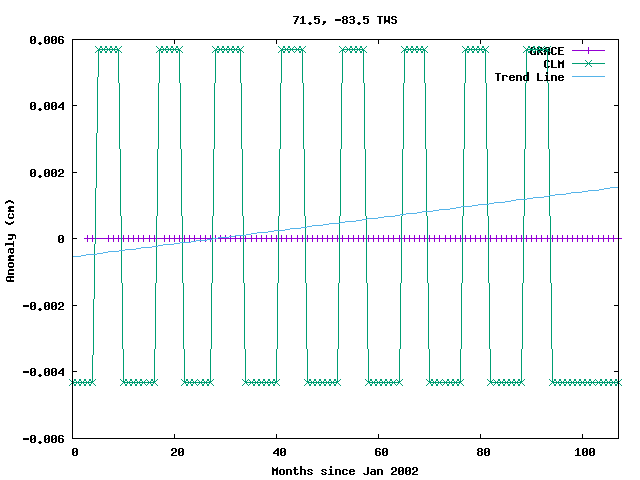 71.5, -83.5 TWS
GRACE
CLM
Trend Line
0.006
0.004
0.002
0
-0.002
-0.004
-0.006
Anomaly (cm)
0 20 40 60 80 100
Months since Jan 2002